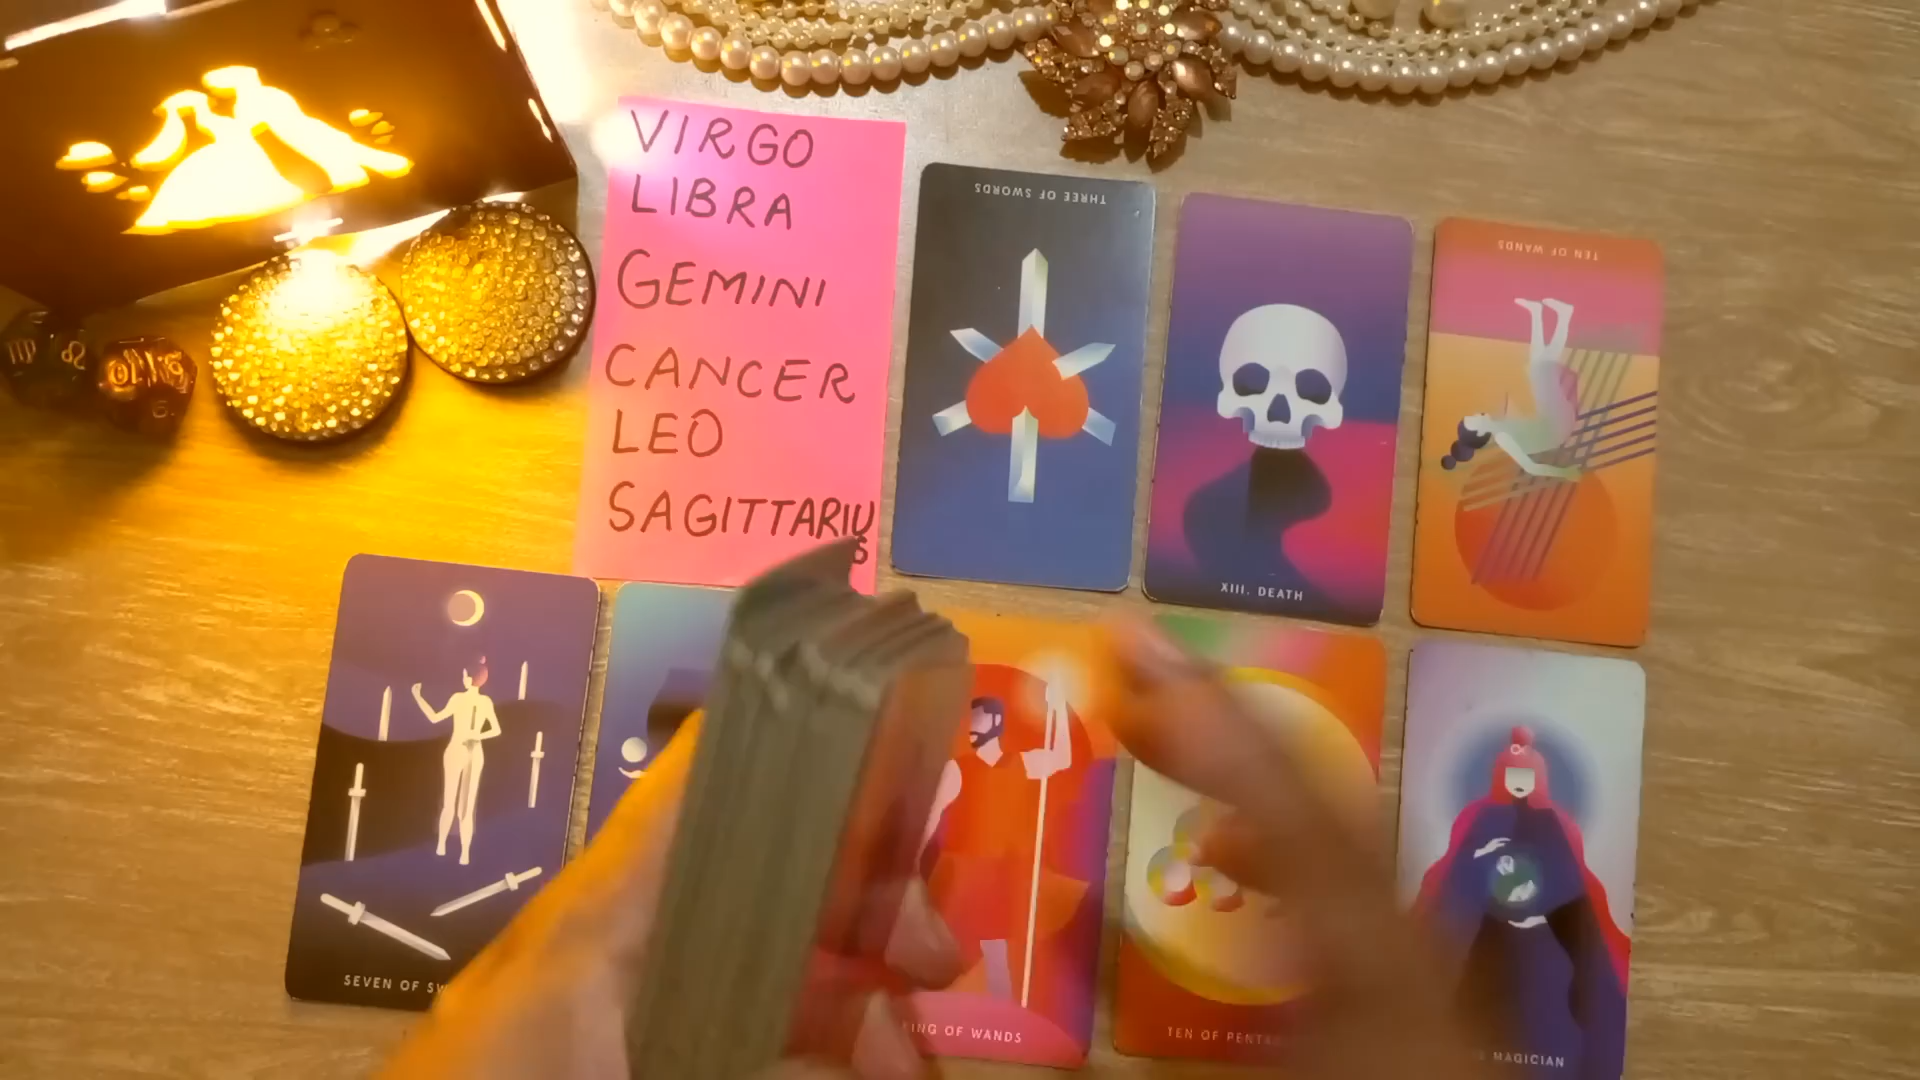 VIRGO
LIBRA
GEMINI
CANCER
LEO
SAGITTARIUS
THREE OF SWORDS
XIII. DEATH
TEN OF WANDS
SEVEN OF SW
ING OF WANDS
TEN OF PENTA
MAGICIAN